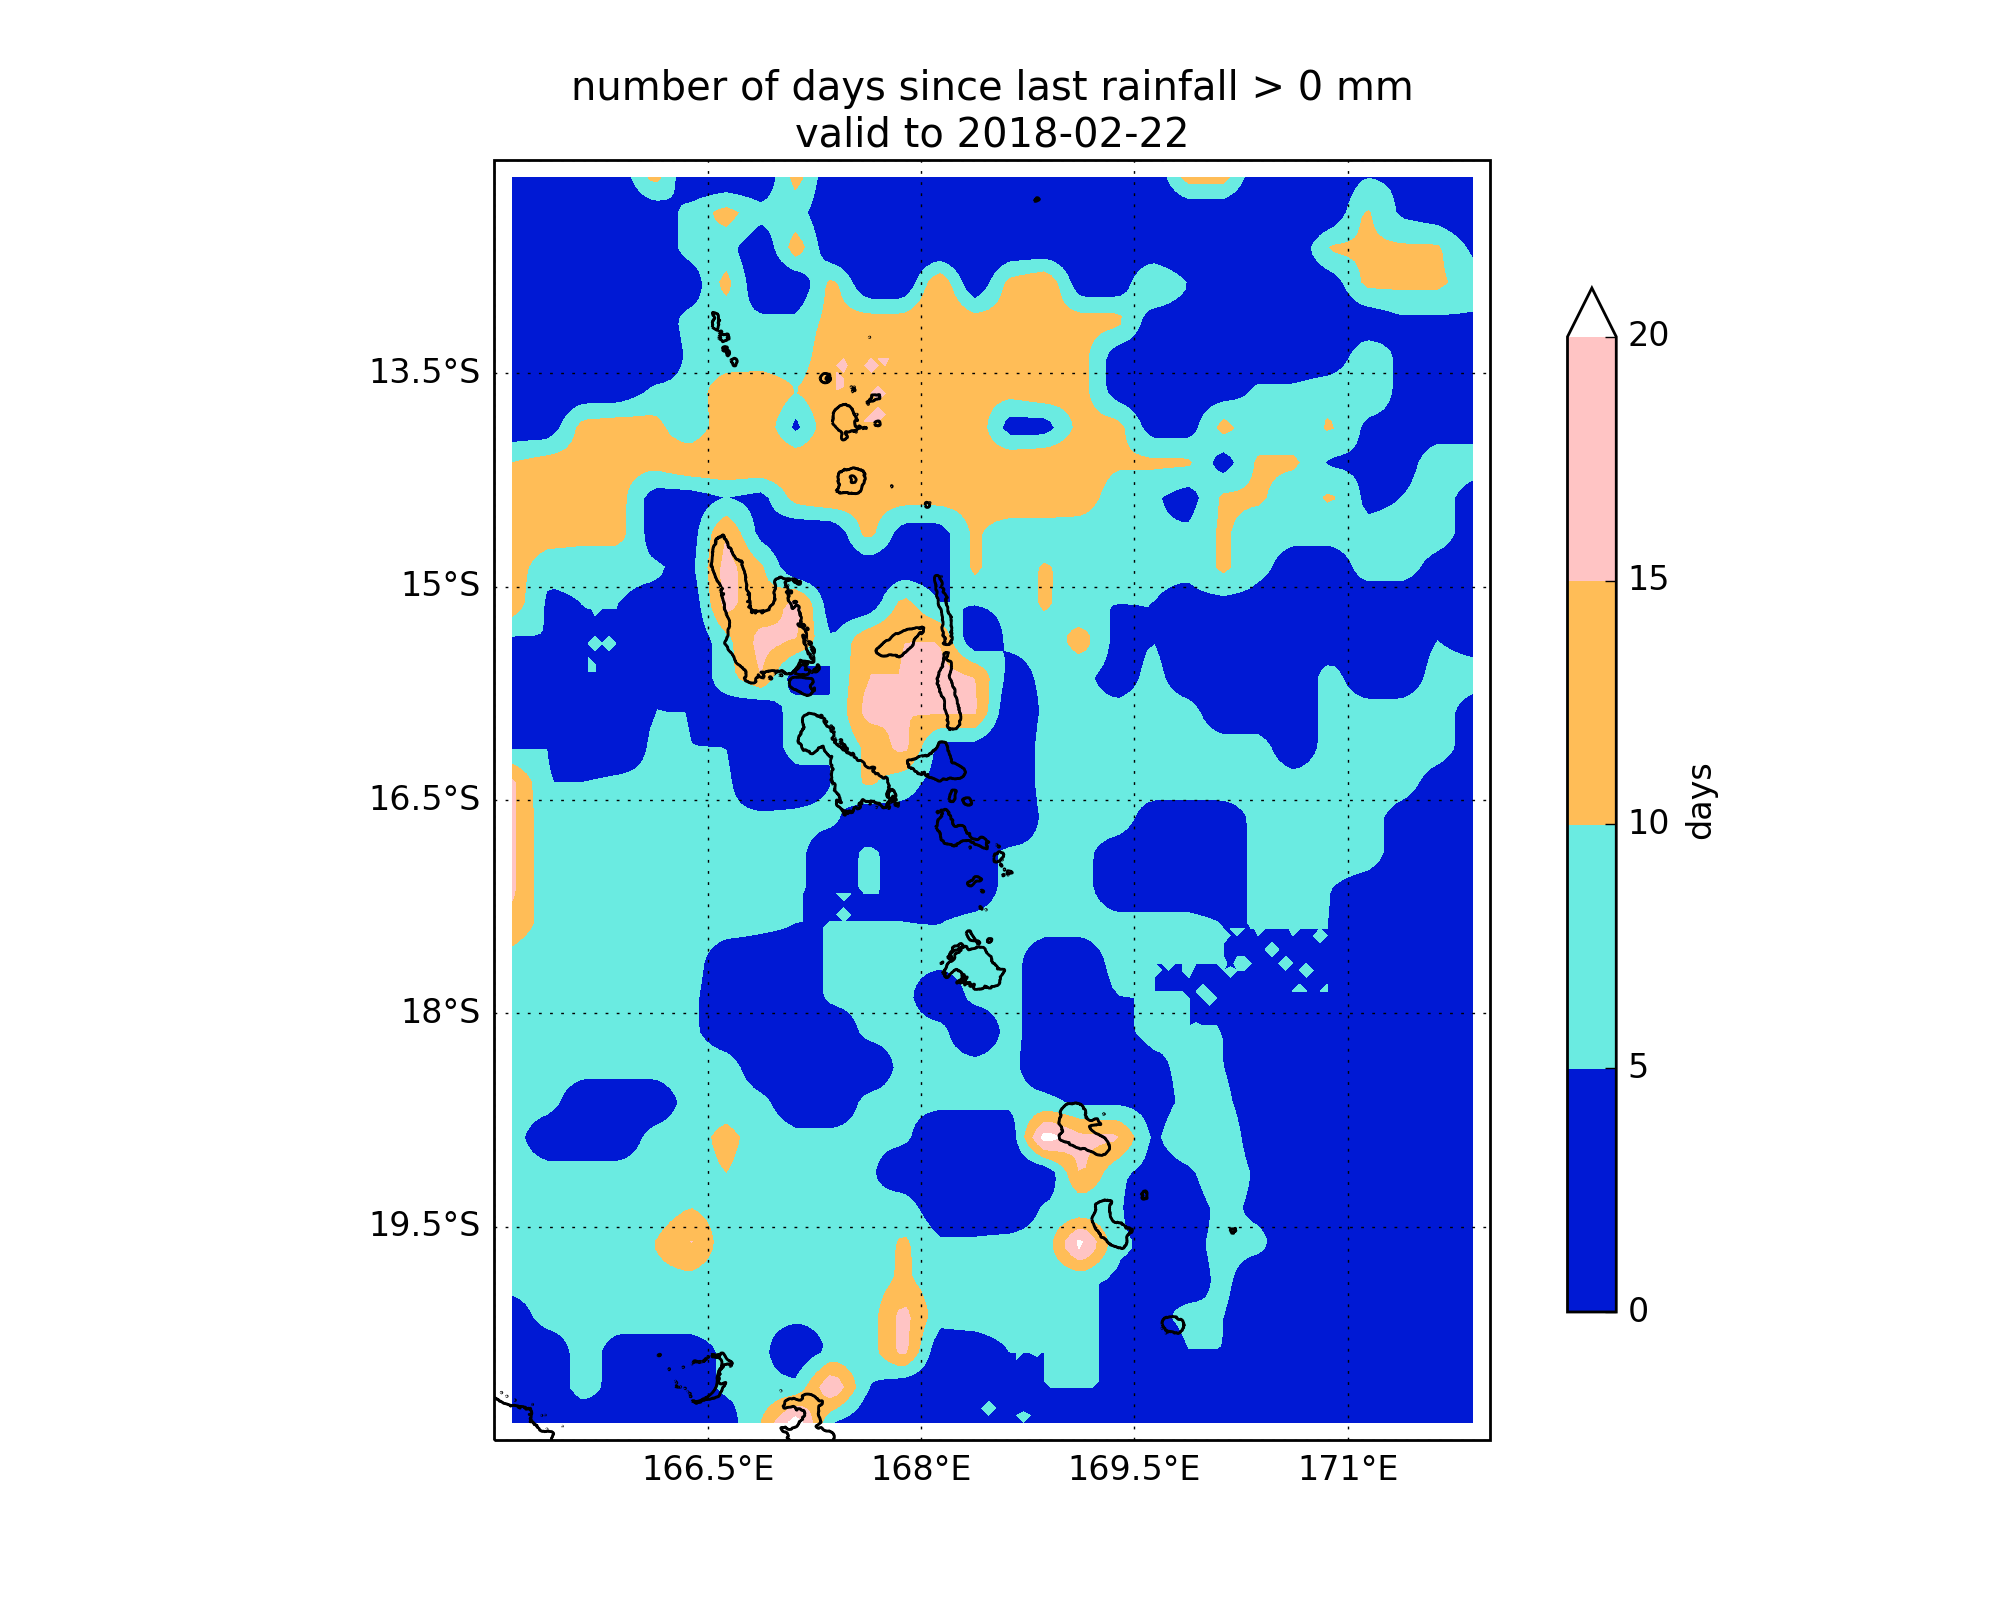 number of days since last rainfall > 0 mm
valid to 2018-02-22
13.5°S
15°S
16.5°S
18°S
19.5°S
166.5°E
168°E
169.5°E
171°E
20
15
10
5
0
days